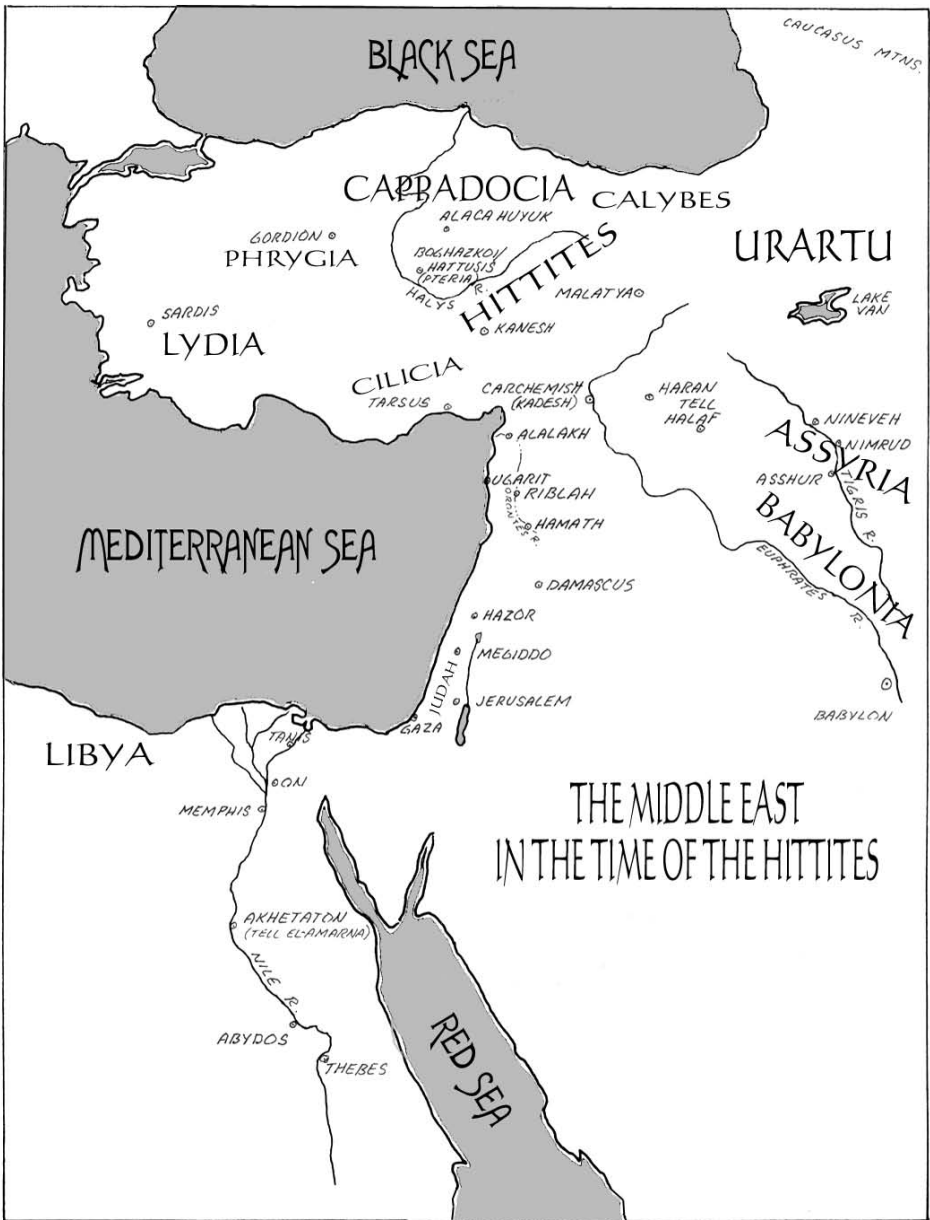 BLACK SEA
CAUCASUS MTNS.
CAPPADOCIA
CALYBES
ALACA HUYUK
GORDION
PHRYGIA
BOGHAZKOY/
HATTUSIS
(PTERIA)
HALYS R.
HITTITES
URARTU
MALATYA
LAKE
VAN
SARDIS
LYDIA
KANESH
CILICIA
TARSUS
CARCHEMISH
(KADESH)
HARAN
TELL
HALAF
NINEVEH
NIMRUD
ASSYRIA
ALALAKH
ASSHUR
TIGRIS R.
UGARIT
RIBLAH
ORONTES R.
HAMATH
BABYLONIA
EUPHRATES R.
MEDITERRANEAN SEA
DAMASCUS
HAZOR
MEGIDDO
JUDAH
JERUSALEM
GAZA
BABYLON
LIBYA
TANIS
ON
MEMPHIS
THE MIDDLE EAST
IN THE TIME OF THE HITTITES
AKHETATON
(TELL EL-AMARNA)
NILE R.
ABYDOS
THEBES
RED SEA